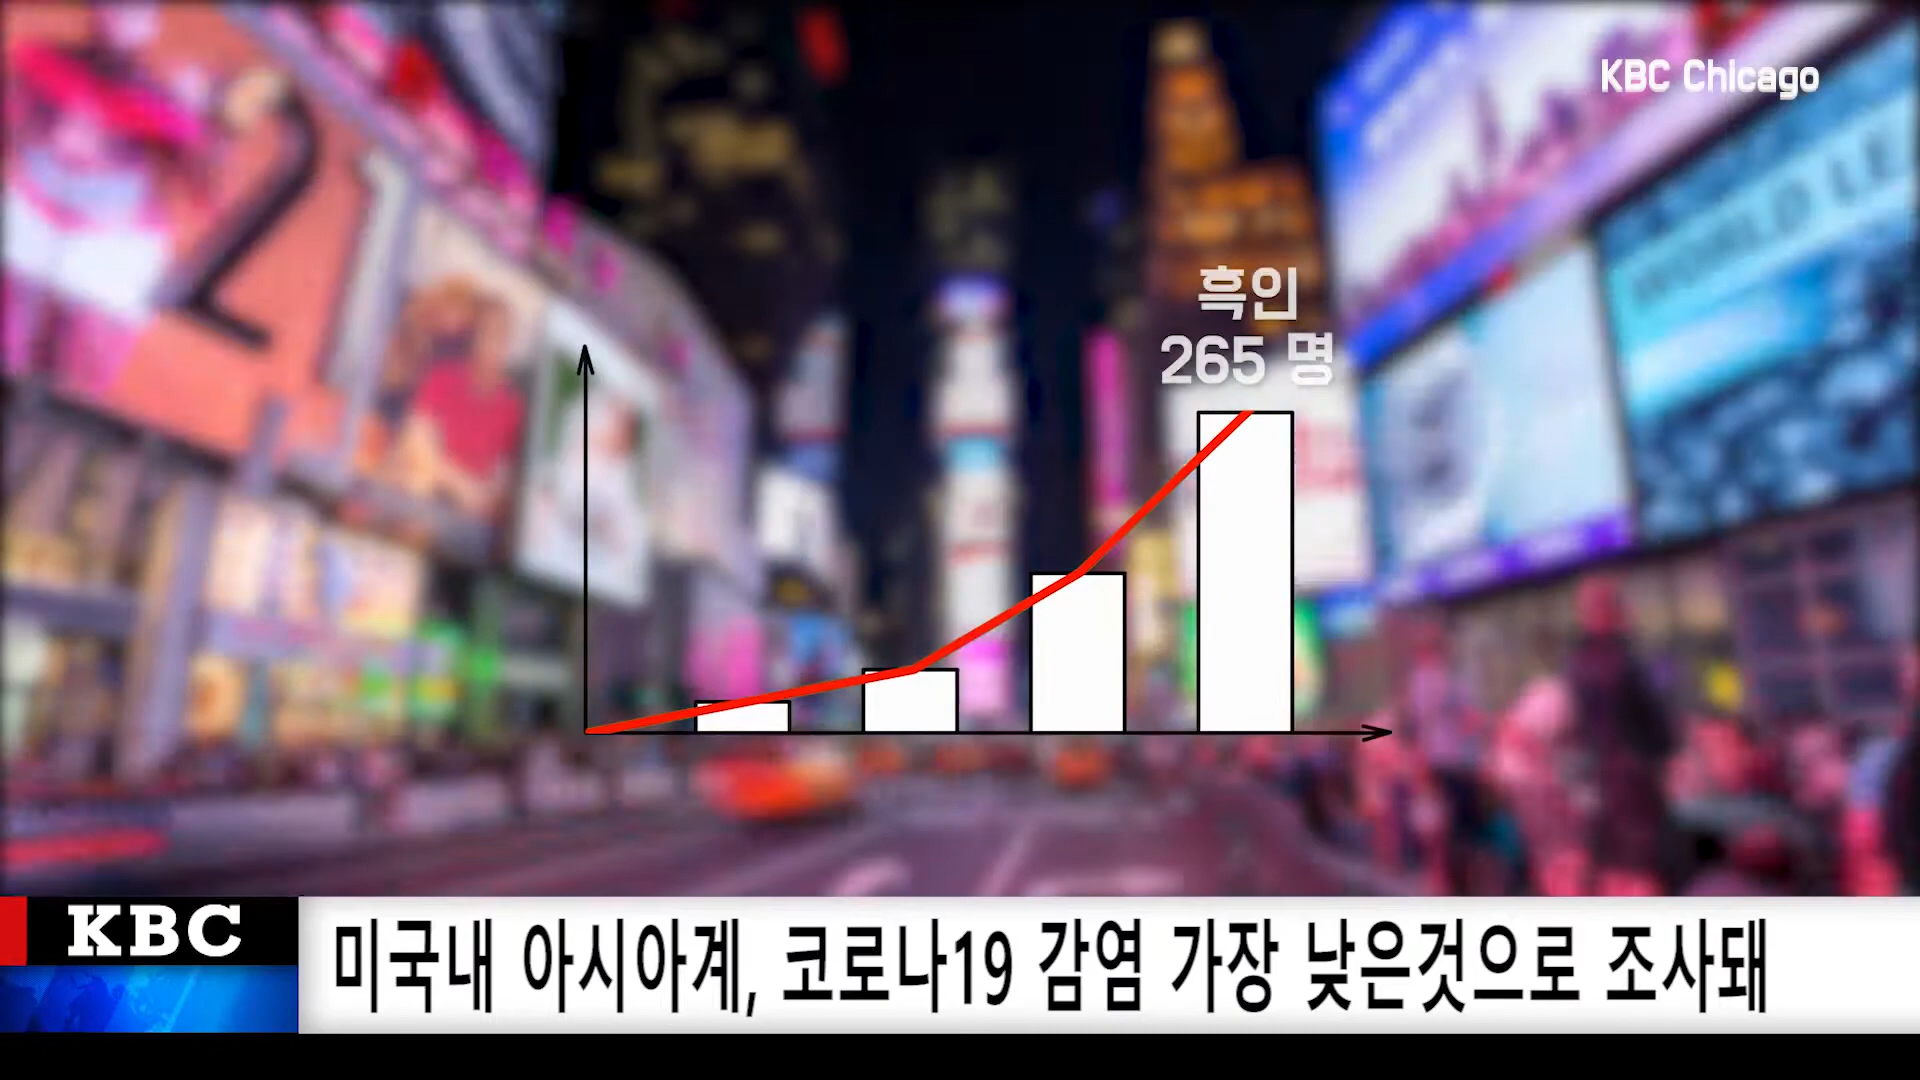 KBC Chicago
흑인
265 명
KBC
미국내 아시아계, 코로나19 감염 가장 낮은것으로 조사돼